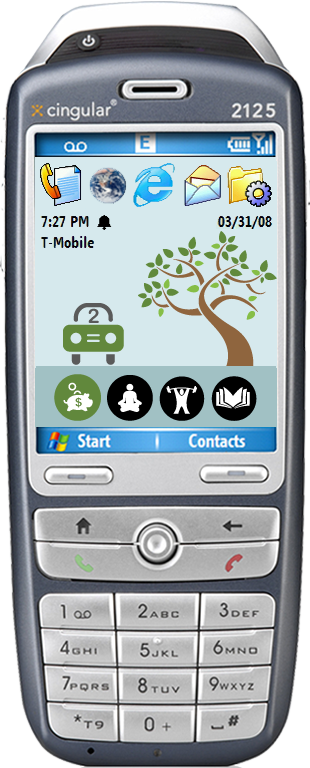 cingular®
2125
E
7:27 PM 03/31/08
T-Mobile
2
$
Start Contacts
1 2ABC 3DEF
4GHI 5JKL 6MNO
7PQRS 8TUV 9WXYZ
*T9 0 + #